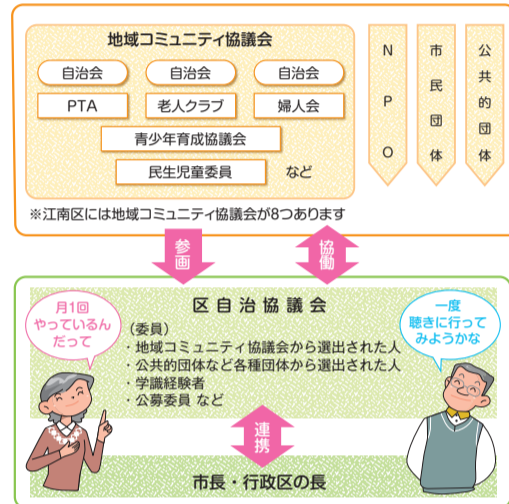 地域コミュニティ協議会
自治会
自治会
自治会
PTA
老人クラブ
婦人会
青少年育成協議会
民生児童委員
など
NPO
市民団体
公共的団体
※江南区には地域コミュニティ協議会が8つあります
参画
協働
区自治協議会
月1回
やっているん
だって
(委員)
・地域コミュニティ協議会から選出された人
・公共的団体など各種団体から選出された人
・学識経験者
・公募委員 など
一度
聴きに行って
みようかな
連携
市長・行政区の長